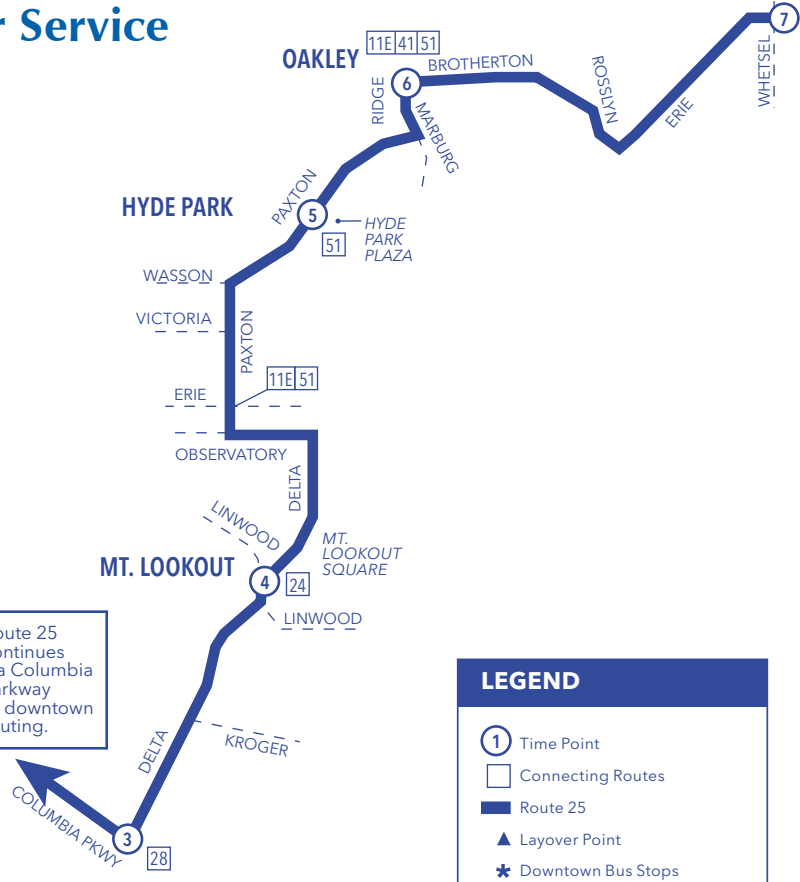 r Service
7
WHETSEL
11E 41 51
OAKLEY
BROTHERTON
6
RIDGE
MARBURG
ROSSLYN
ERIE
HYDE PARK
PAXTON
5
51
HYDE
PARK
PLAZA
WASSON
VICTORIA
PAXTON
11E 51
ERIE
OBSERVATORY
DELTA
LINWOOD
MT.
LOOKOUT
SQUARE
MT. LOOKOUT
4
24
LINWOOD
oute 25
ontinues
a Columbia
arkway
downtown
uting.
KROGER
DELTA
COLUMBIA PKWY
3
28
LEGEND
1 Time Point
Connecting Routes
Route 25
Layover Point
Downtown Bus Stops